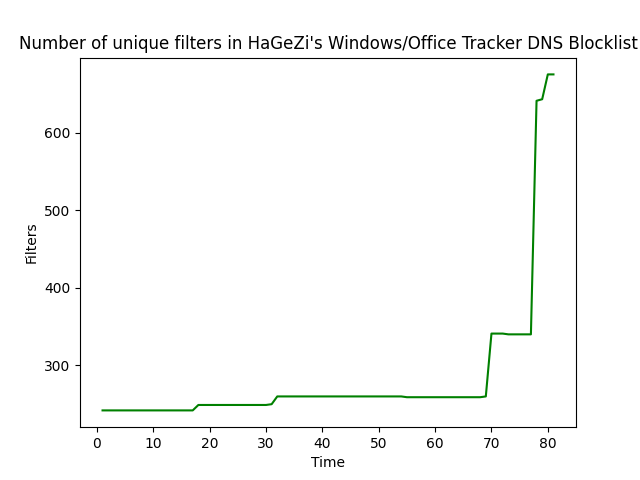 Number of unique filters in HaGeZi's Windows/Office Tracker DNS Blocklist
600
500
400
300
Filters
0 10 20 30 40 50 60 70 80
Time